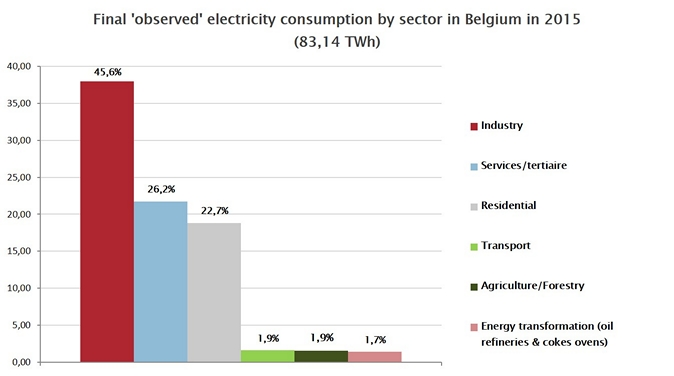 Final 'observed' electricity consumption by sector in Belgium in 2015
(83,14 TWh)
40,00
35,00
30,00
25,00
20,00
15,00
10,00
5,00
0,00
45,6%
26,2%
22,7%
1,9%
1,9%
1,7%
Industry
Services/tertiaire
Residential
Transport
Agriculture/Forestry
Energy transformation (oil
refineries & cokes ovens)